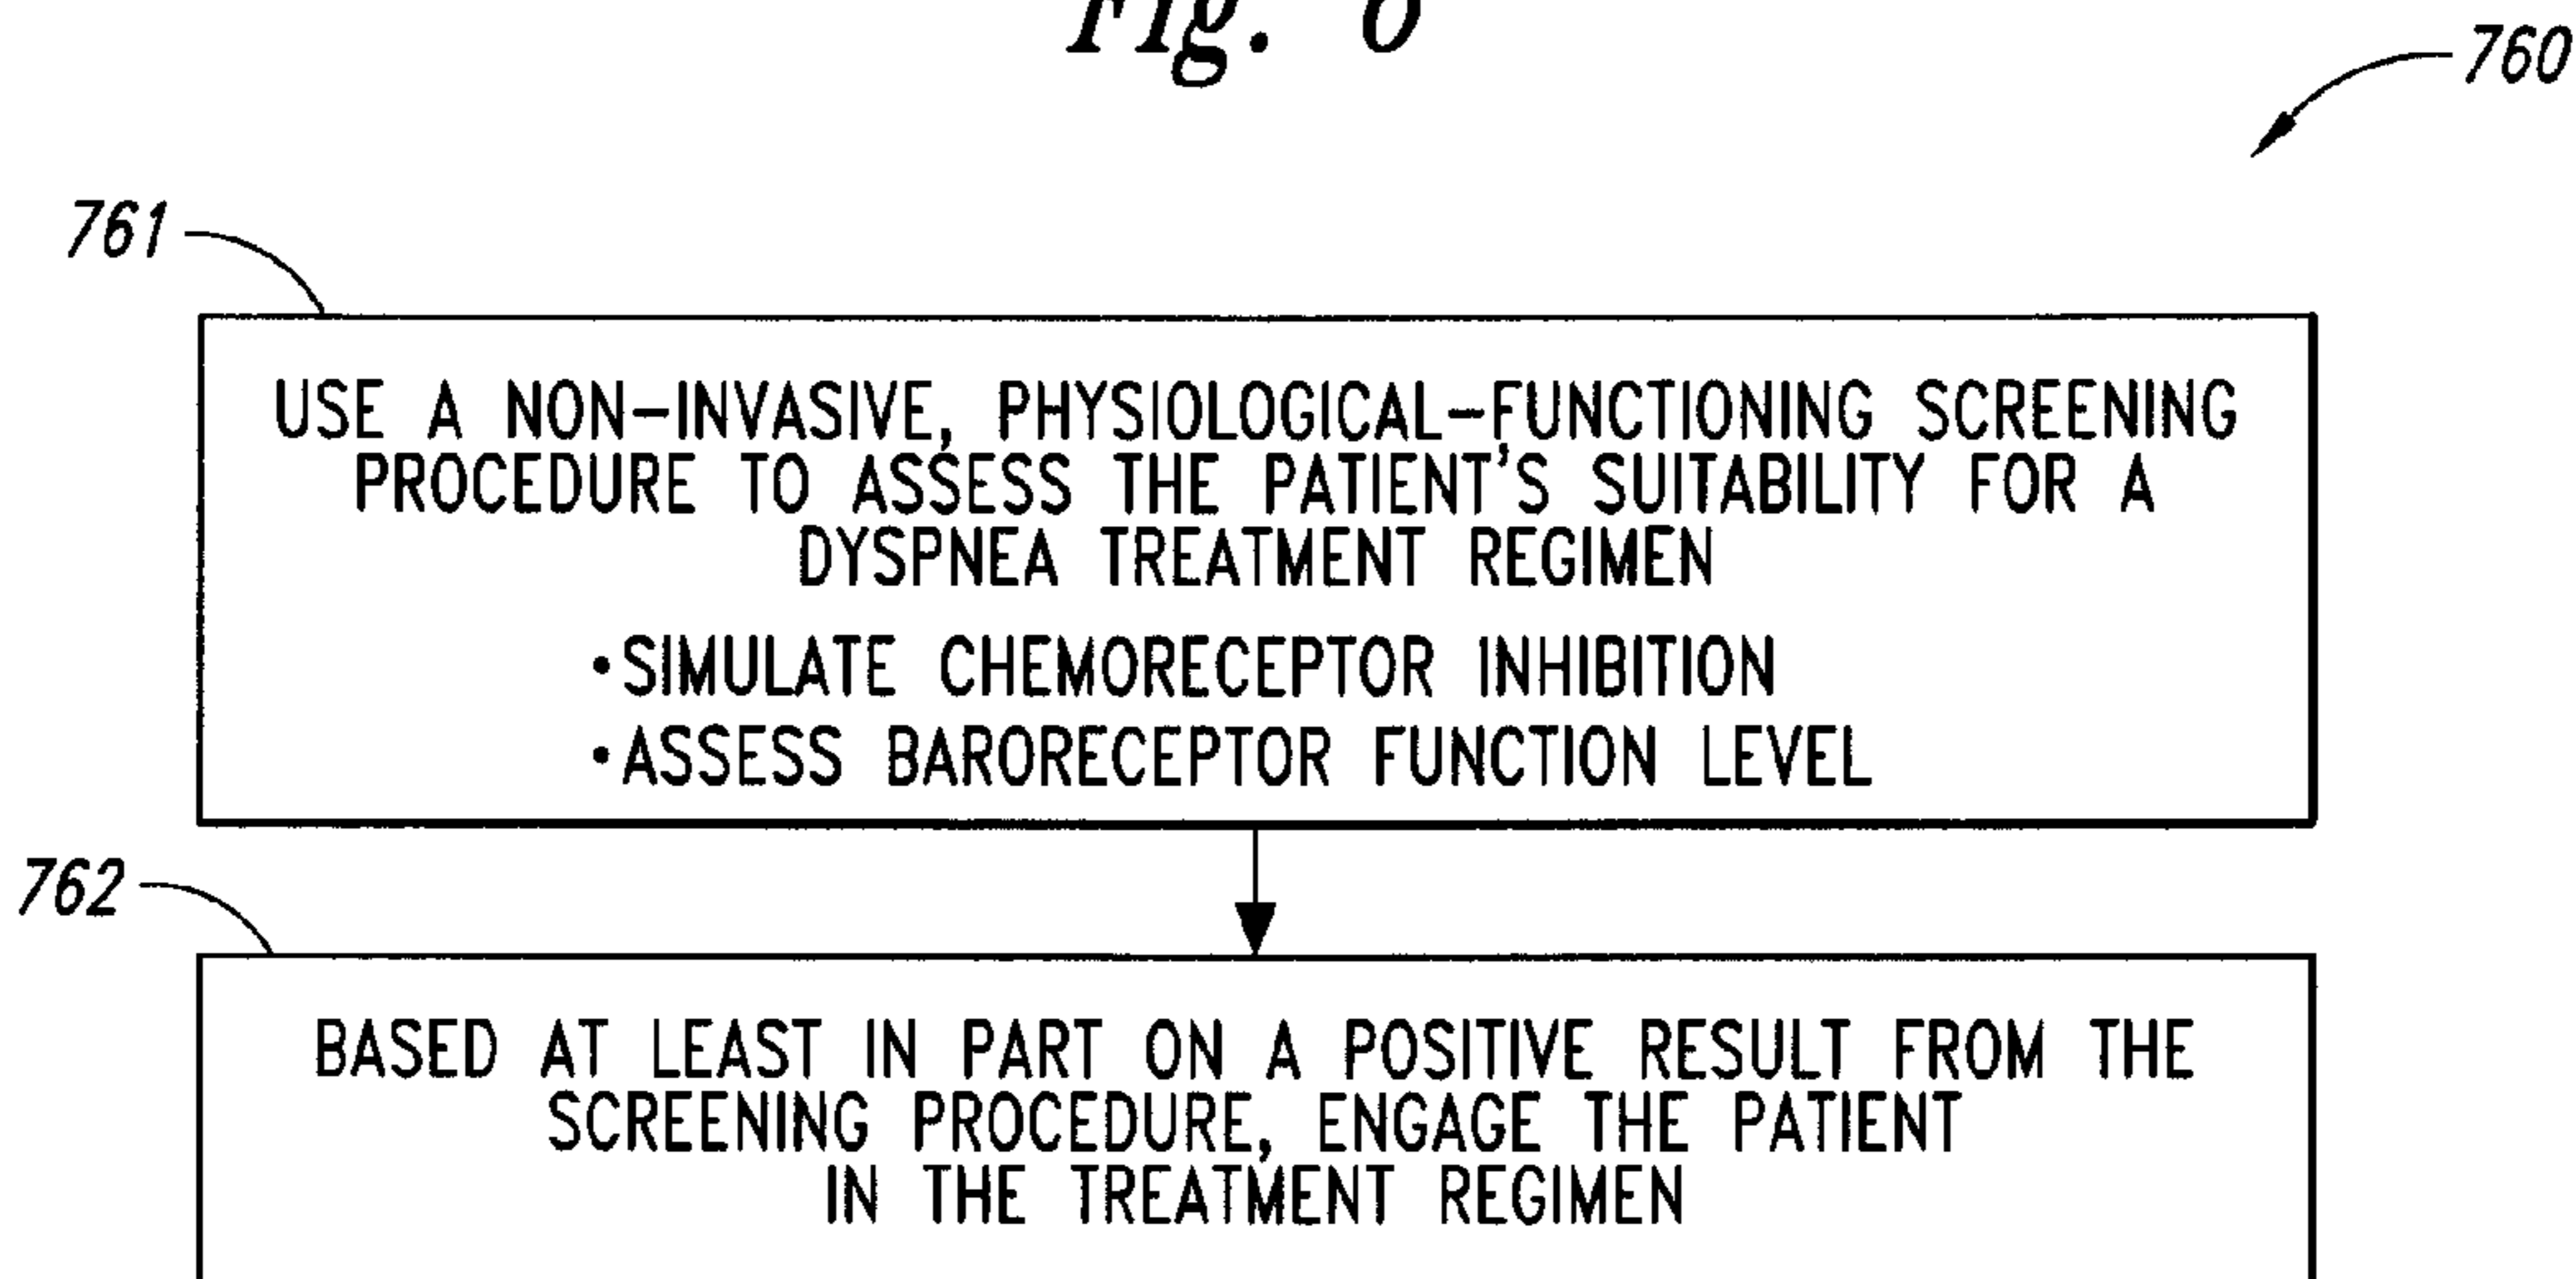 Fig. 6
760
761
USE A NON-INVASIVE, PHYSIOLOGICAL-FUNCTIONING SCREENING
PROCEDURE TO ASSESS THE PATIENT'S SUITABILITY FOR A
DYSPNEA TREATMENT REGIMEN
•SIMULATE CHEMORECEPTOR INHIBITION
•ASSESS BARORECEPTOR FUNCTION LEVEL
762
BASED AT LEAST IN PART ON A POSITIVE RESULT FROM THE
SCREENING PROCEDURE, ENGAGE THE PATIENT
IN THE TREATMENT REGIMEN